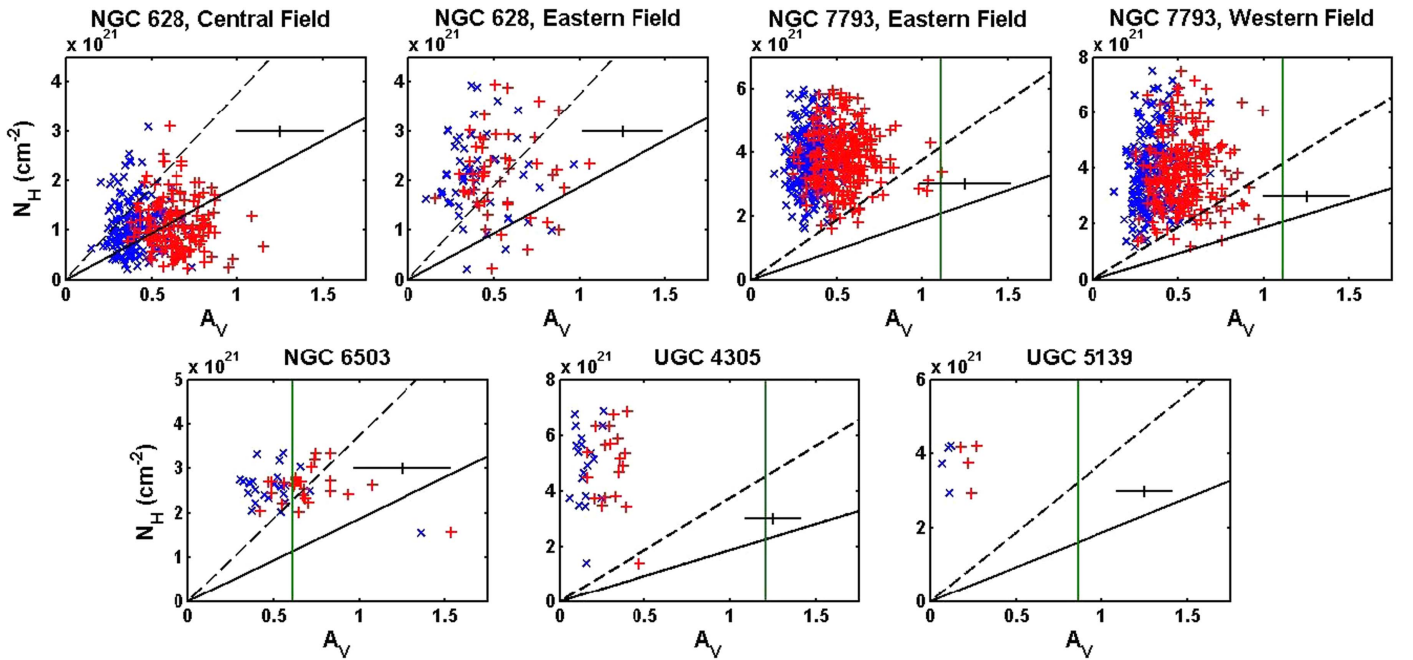 NGC 628, Central Field
NGC 628, Eastern Field
NGC 7793, Eastern Field
NGC 7793, Western Field
x 10^21
x 10^21
x 10^21
x 10^21
N_H (cm^-2)
4
3
2
1
0
0 0.5 1 1.5
A_V
4
3
2
1
0
0 0.5 1 1.5
A_V
6
4
2
0
0 0.5 1 1.5
A_V
8
6
4
2
0
0 0.5 1 1.5
A_V
NGC 6503
UGC 4305
UGC 5139
x 10^21
x 10^21
x 10^21
N_H (cm^-2)
5
4
3
2
1
0
0 0.5 1 1.5
A_V
8
6
4
2
0
0 0.5 1 1.5
A_V
6
4
2
0
0 0.5 1 1.5
A_V